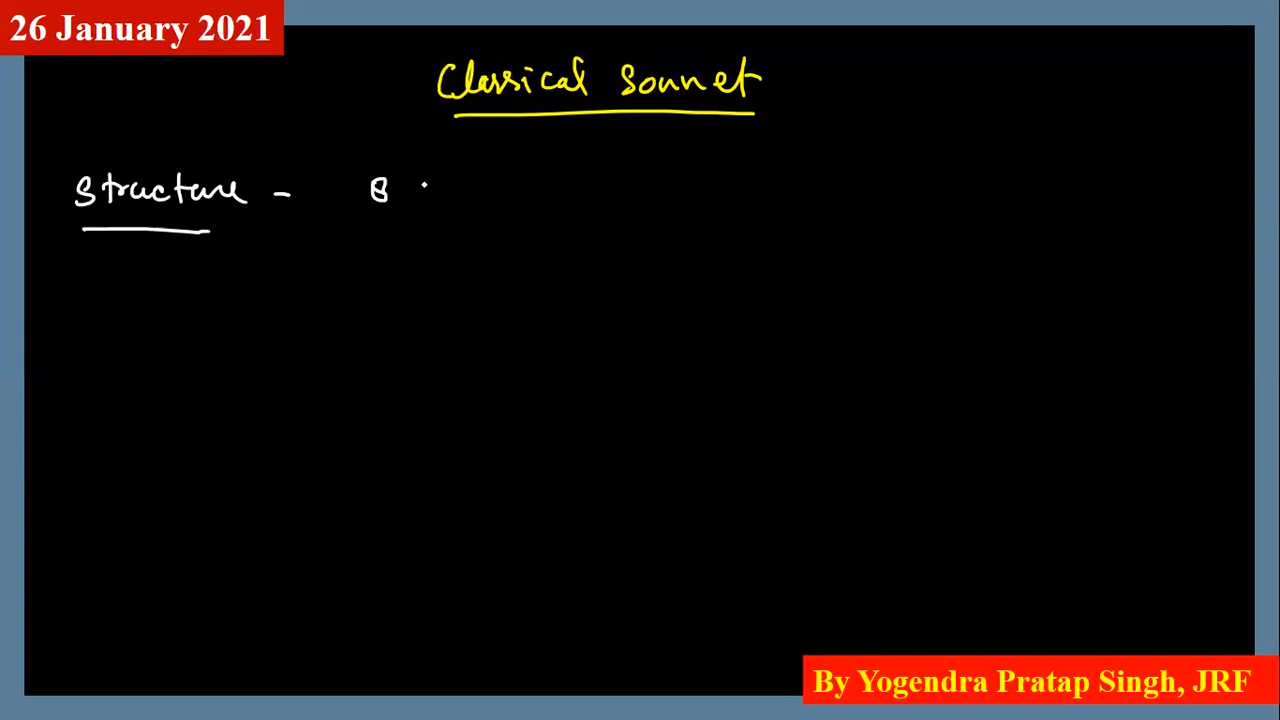 26 January 2021
Classical Sonnet
Structure - 8
By Yogendra Pratap Singh, JRF